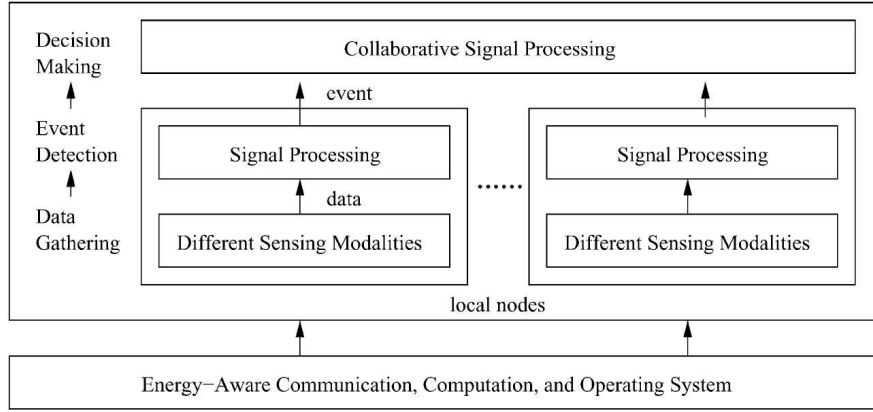 Decision
Making
Collaborative Signal Processing
event
Event
Detection
Signal Processing
Signal Processing
data
......
Data
Gathering
Different Sensing Modalities
Different Sensing Modalities
local nodes
Energy−Aware Communication, Computation, and Operating System